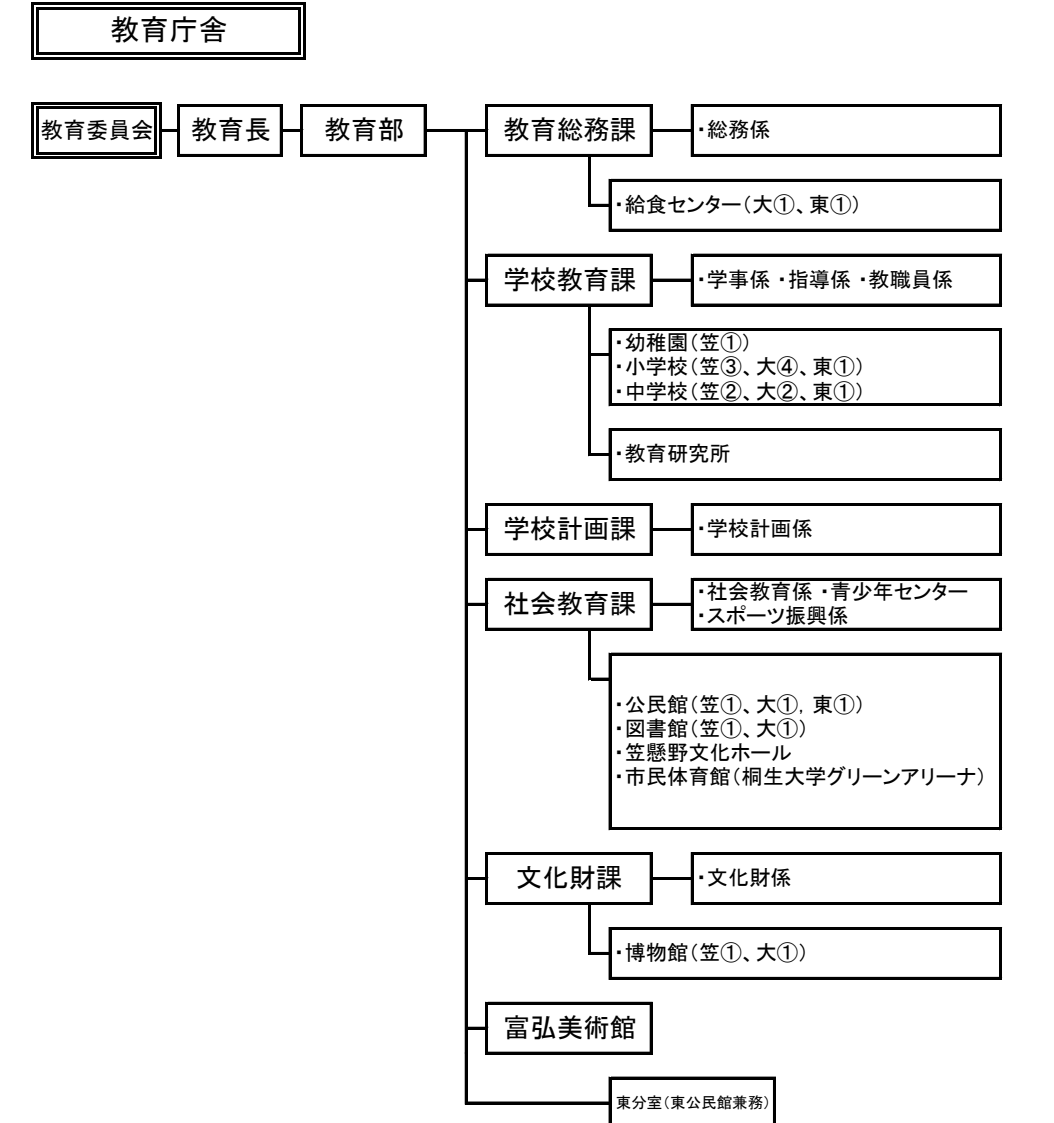 教育庁舎
教育委員会
教育長
教育部
教育総務課
・総務係
・給食センター(大①、東①)
学校教育課
・学事係 ・指導係 ・教職員係
・幼稚園(笠①)
・小学校(笠③、大④、東①)
・中学校(笠②、大②、東①)
・教育研究所
学校計画課
・学校計画係
社会教育課
・社会教育係 ・青少年センター
・スポーツ振興係
・公民館(笠①、大①, 東①)
・図書館(笠①、大①)
・笠懸野文化ホール
・市民体育館(桐生大学グリーンアリーナ)
文化財課
・文化財係
・博物館(笠①、大①)
富弘美術館
東分室(東公民館兼務)